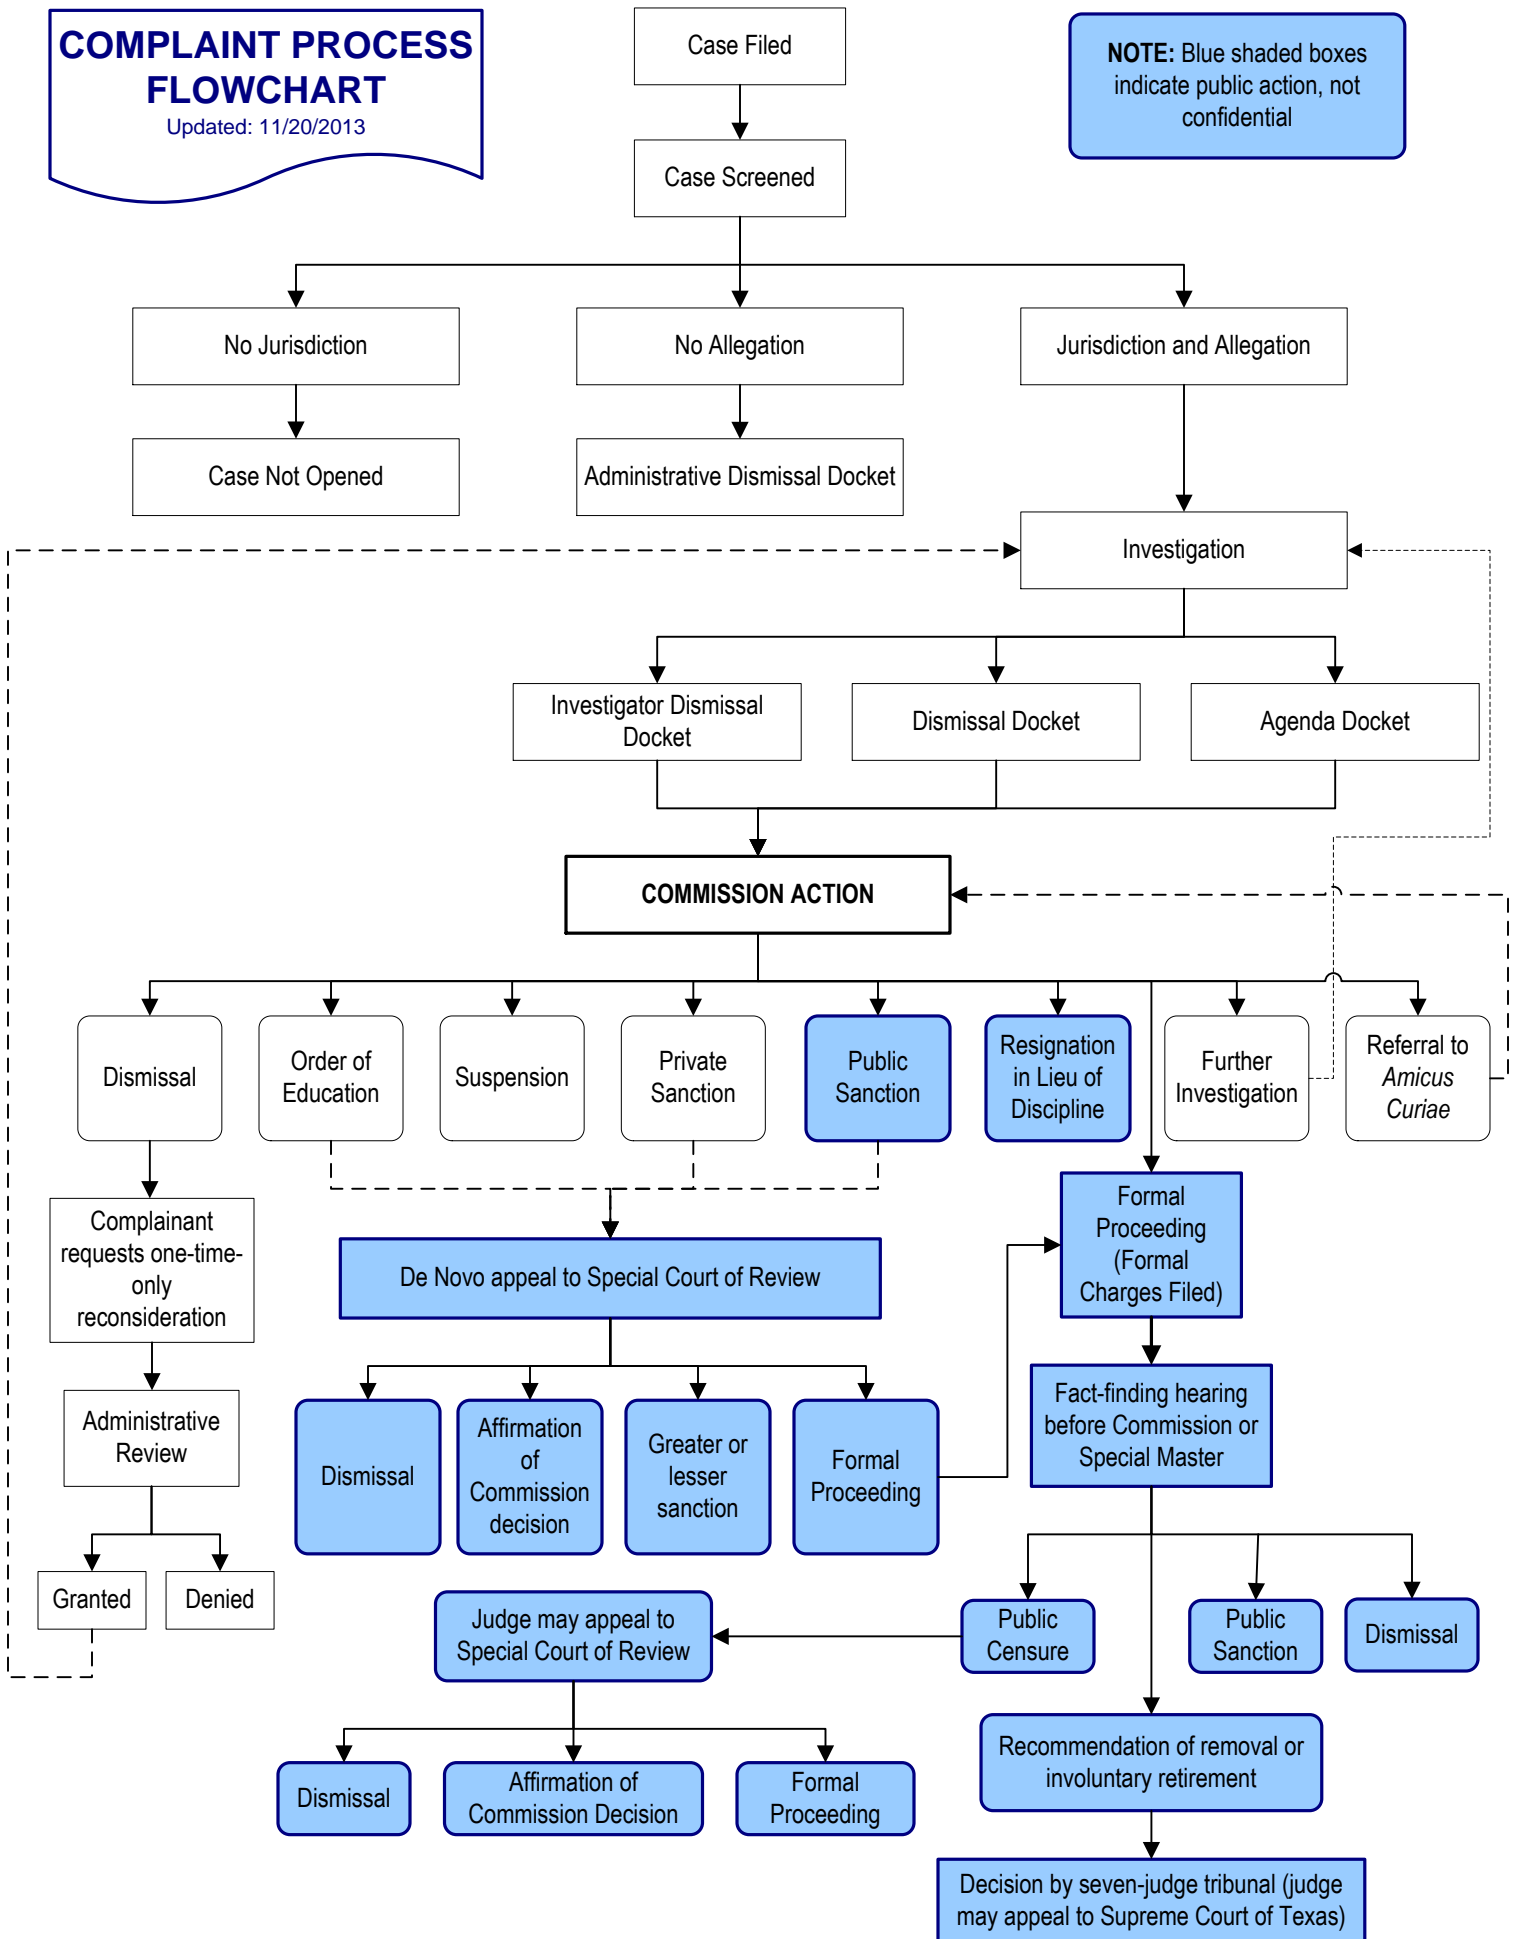 COMPLAINT PROCESS
FLOWCHART
Updated: 11/20/2013
Case Filed
NOTE: Blue shaded boxes
indicate public action, not
confidential
Case Screened
No Jurisdiction
No Allegation
Jurisdiction and Allegation
Case Not Opened
Administrative Dismissal Docket
Investigation
Investigator Dismissal
Docket
Dismissal Docket
Agenda Docket
COMMISSION ACTION
Dismissal
Order of
Education
Suspension
Private
Sanction
Public
Sanction
Resignation
in Lieu of
Discipline
Further
Investigation
Referral to
Amicus
Curiae
Complainant
requests one-time-
only
reconsideration
De Novo appeal to Special Court of Review
Formal
Proceeding
(Formal
Charges Filed)
Administrative
Review
Dismissal
Affirmation
of
Commission
decision
Greater or
lesser
sanction
Formal
Proceeding
Fact-finding hearing
before Commission or
Special Master
Granted
Denied
Judge may appeal to
Special Court of Review
Public
Censure
Public
Sanction
Dismissal
Dismissal
Affirmation of
Commission Decision
Formal
Proceeding
Recommendation of removal or
involuntary retirement
Decision by seven-judge tribunal (judge
may appeal to Supreme Court of Texas)